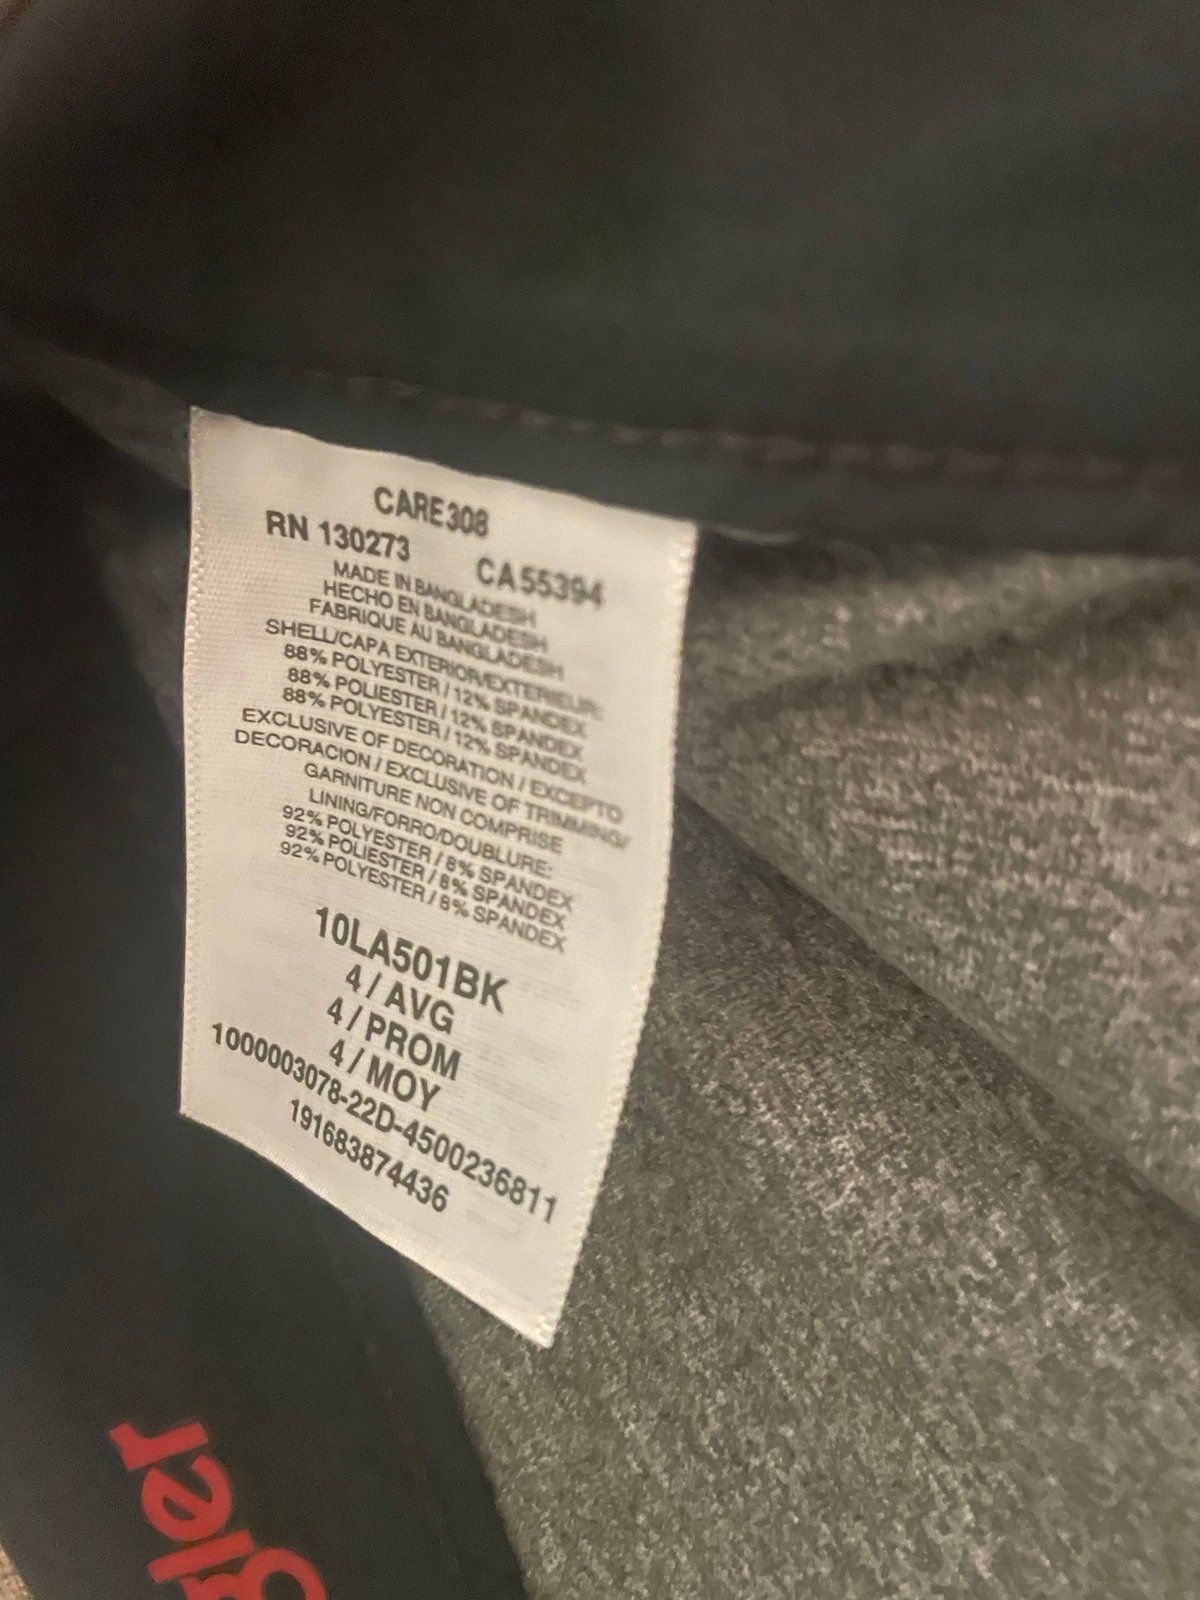 CARE308
RN 130273 CA55394
MADE IN BANGLADESH
HECHO EN BANGLADESH
FABRIQUE AU BANGLADESH
SHELL/CAPA EXTERIOR/EXTERIEUR:
88% POLYESTER / 12% SPANDEX
88% POLIESTER / 12% SPANDEX
88% POLYESTER / 12% SPANDEX
EXCLUSIVE OF DECORATION / EXCEPTO
DECORACION / EXCLUSIVE OF TRIMMING/
GARNITURE NON COMPRISE
LINING/FORRO/DOUBLURE:
92% POLYESTER / 8% SPANDEX
92% POLIESTER / 8% SPANDEX
92% POLYESTER / 8% SPANDEX
10LA501BK
4 / AVG
4 / PROM
4 / MOY
1000003078-22D-4500236811
191683874436
gler